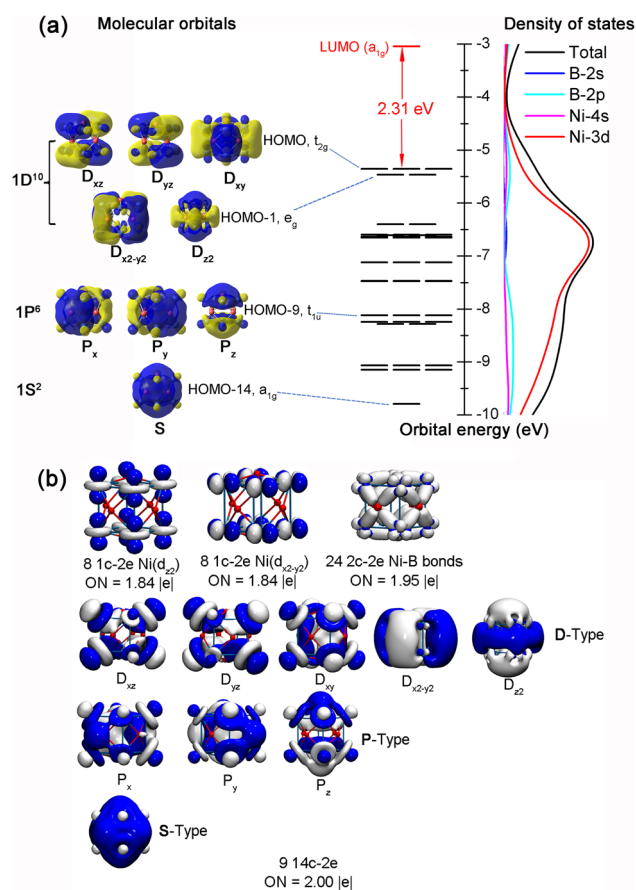 (a)
Molecular orbitals
Density of states
LUMO (a1g)
2.31 eV
-3
-4
-5
-6
-7
-8
-9
-10
Total
B-2s
B-2p
Ni-4s
Ni-3d
HOMO, t2g
Dxz
Dyz
Dxy
1D¹⁰
HOMO-1, eg
Dx2-y2
Dz2
1P⁶
HOMO-9, t1u
Px
Py
Pz
1S²
HOMO-14, a1g
S
Orbital energy (eV)
(b)
8 1c-2e Ni(dz2)
ON = 1.84 |e|
8 1c-2e Ni(dx2-y2)
ON = 1.84 |e|
24 2c-2e Ni-B bonds
ON = 1.95 |e|
D-Type
Dxz
Dyz
Dxy
Dx2-y2
Dz2
P-Type
Px
Py
Pz
S-Type
9 14c-2e
ON = 2.00 |e|